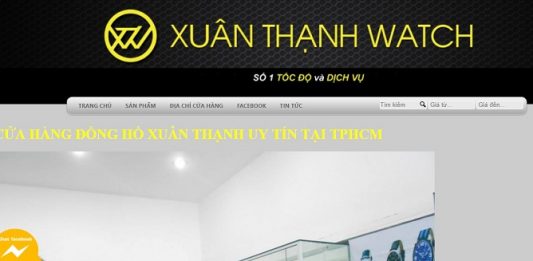 XUÂN THẠNH WATCH
SỐ 1 TỐC ĐỘ và DỊCH VỤ
TRANG CHỦ SẢN PHẨM ĐỊA CHỈ CỬA HÀNG FACEBOOK TIN TỨC Tìm kiếm Giá từ... Giá đến...
CỬA HÀNG ĐỒNG HỒ XUÂN THẠNH UY TÍN TẠI TPHCM